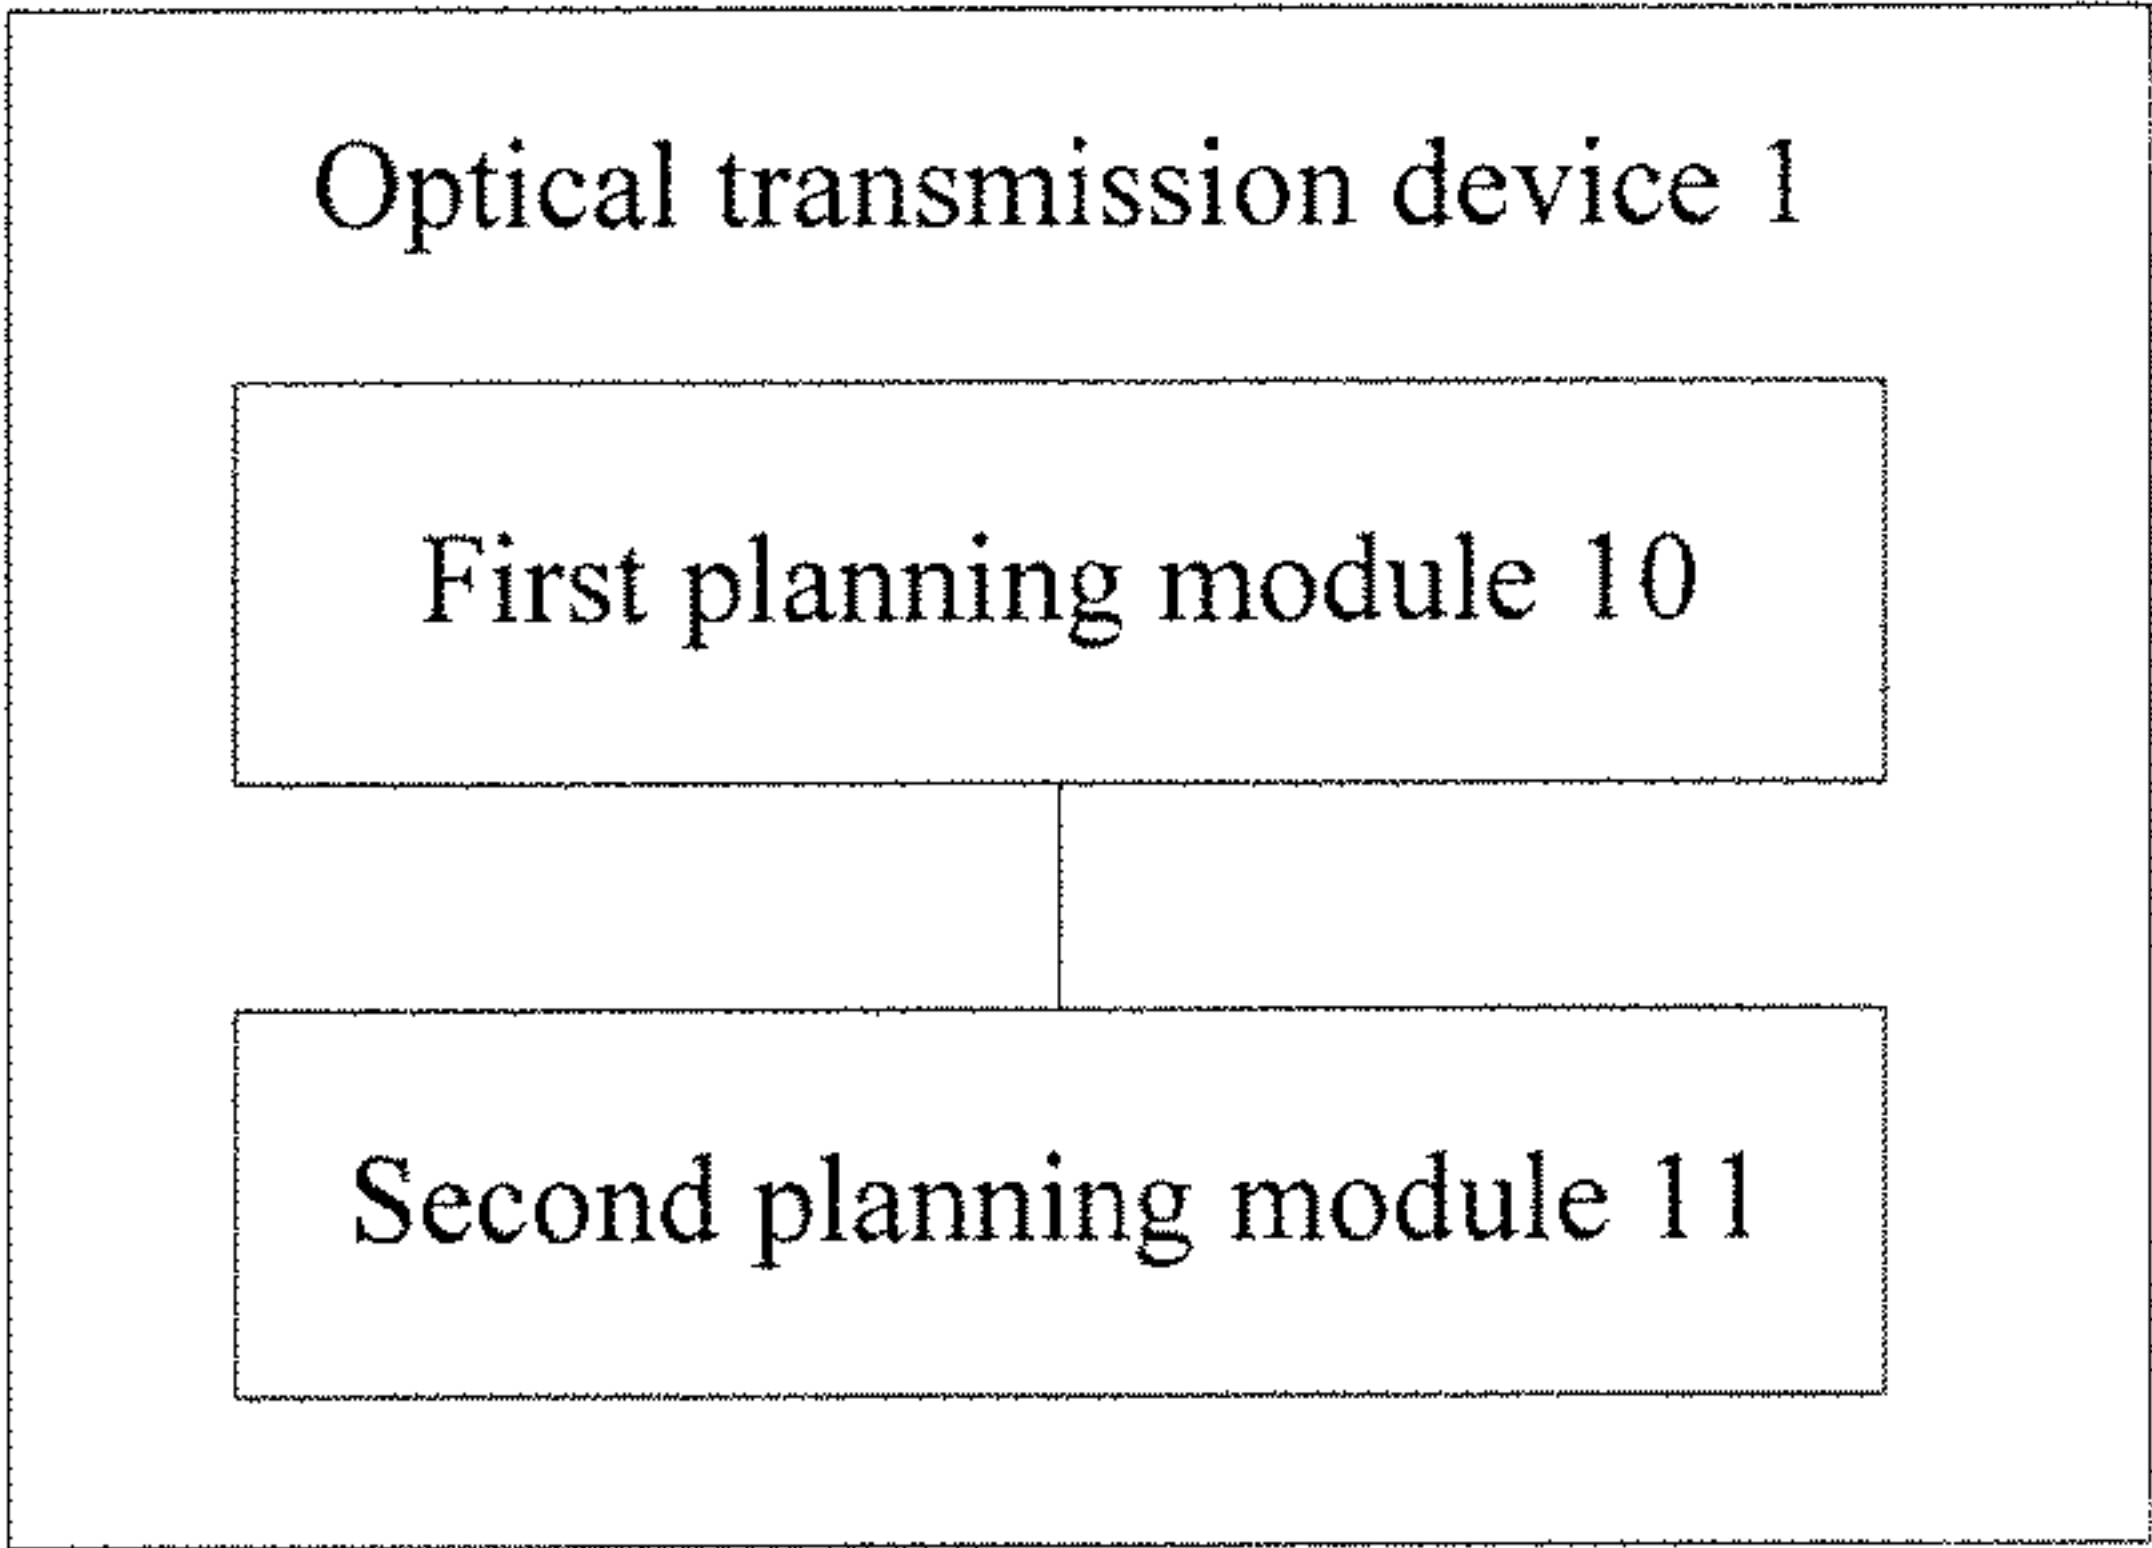 Optical transmission device 1
First planning module 10
Second planning module 11